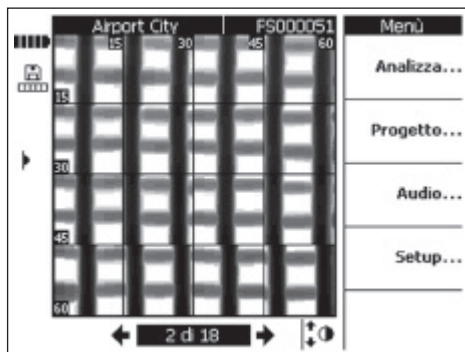 Airport City FS000051 Menù
15 30 45 60
15
30
45
60
Analizza...
Progetto...
Audio...
Setup...
2 di 18